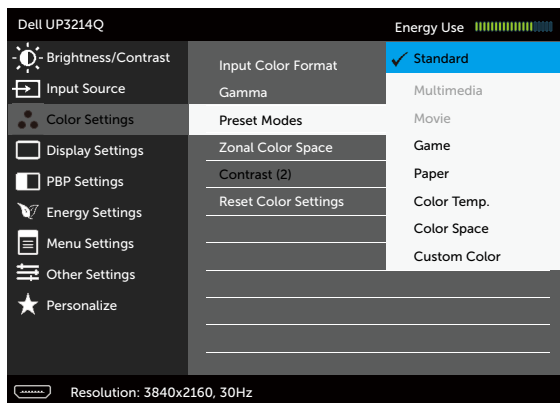 Dell UP3214Q
Energy Use
Brightness/Contrast
Input Source
Color Settings
Display Settings
PBP Settings
Energy Settings
Menu Settings
Other Settings
Personalize
Input Color Format
Gamma
Preset Modes
Zonal Color Space
Contrast (2)
Reset Color Settings
Standard
Multimedia
Movie
Game
Paper
Color Temp.
Color Space
Custom Color
Resolution: 3840x2160, 30Hz